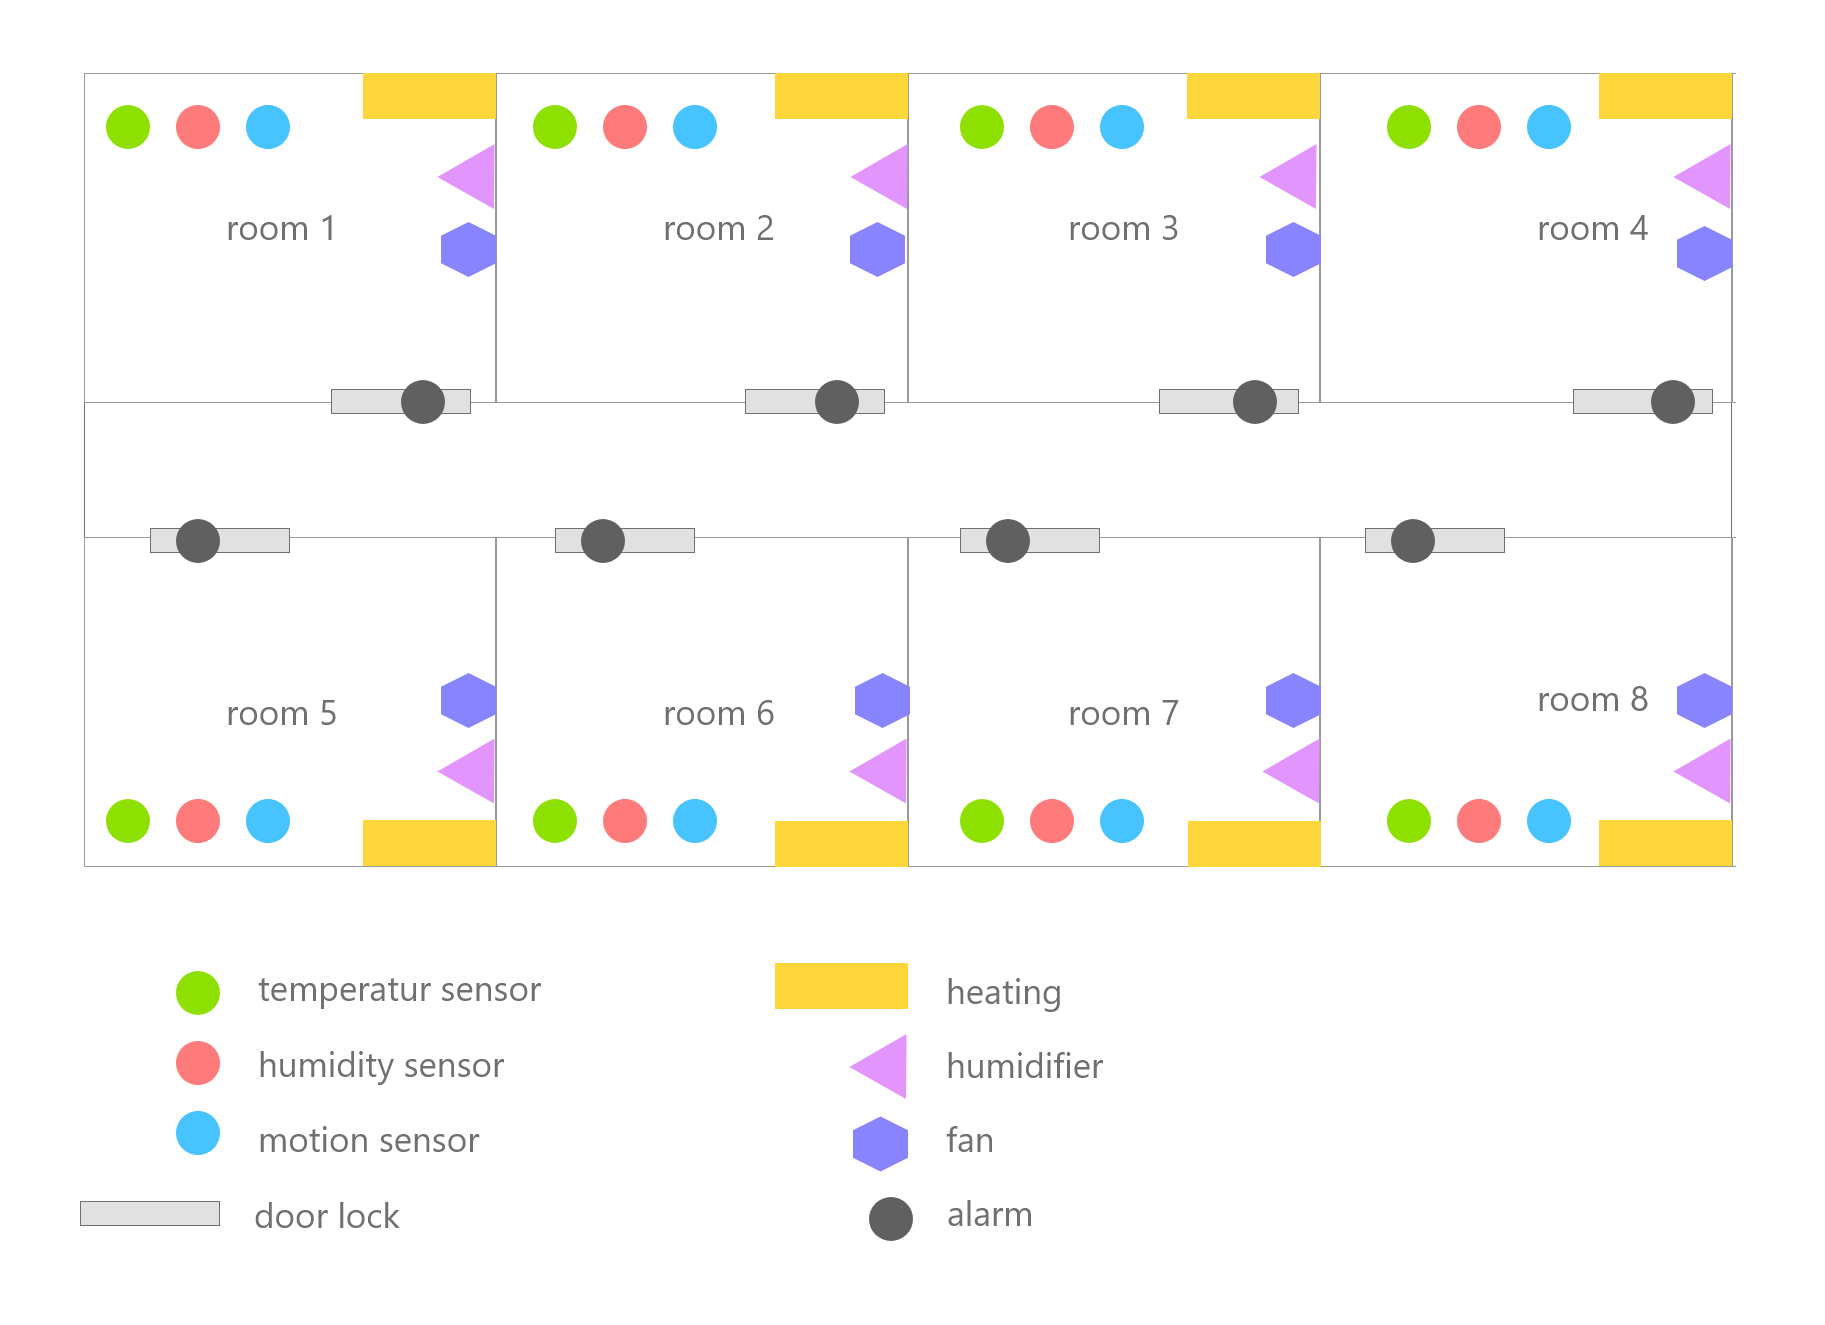 room 1
room 2
room 3
room 4
room 5
room 6
room 7
room 8
temperatur sensor
humidity sensor
motion sensor
door lock
heating
humidifier
fan
alarm